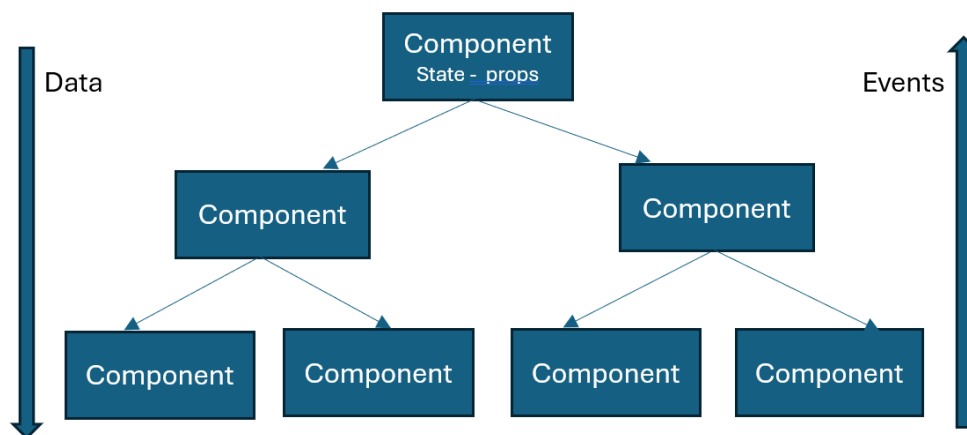 Component
State - props
Data
Events
Component
Component
Component
Component
Component
Component